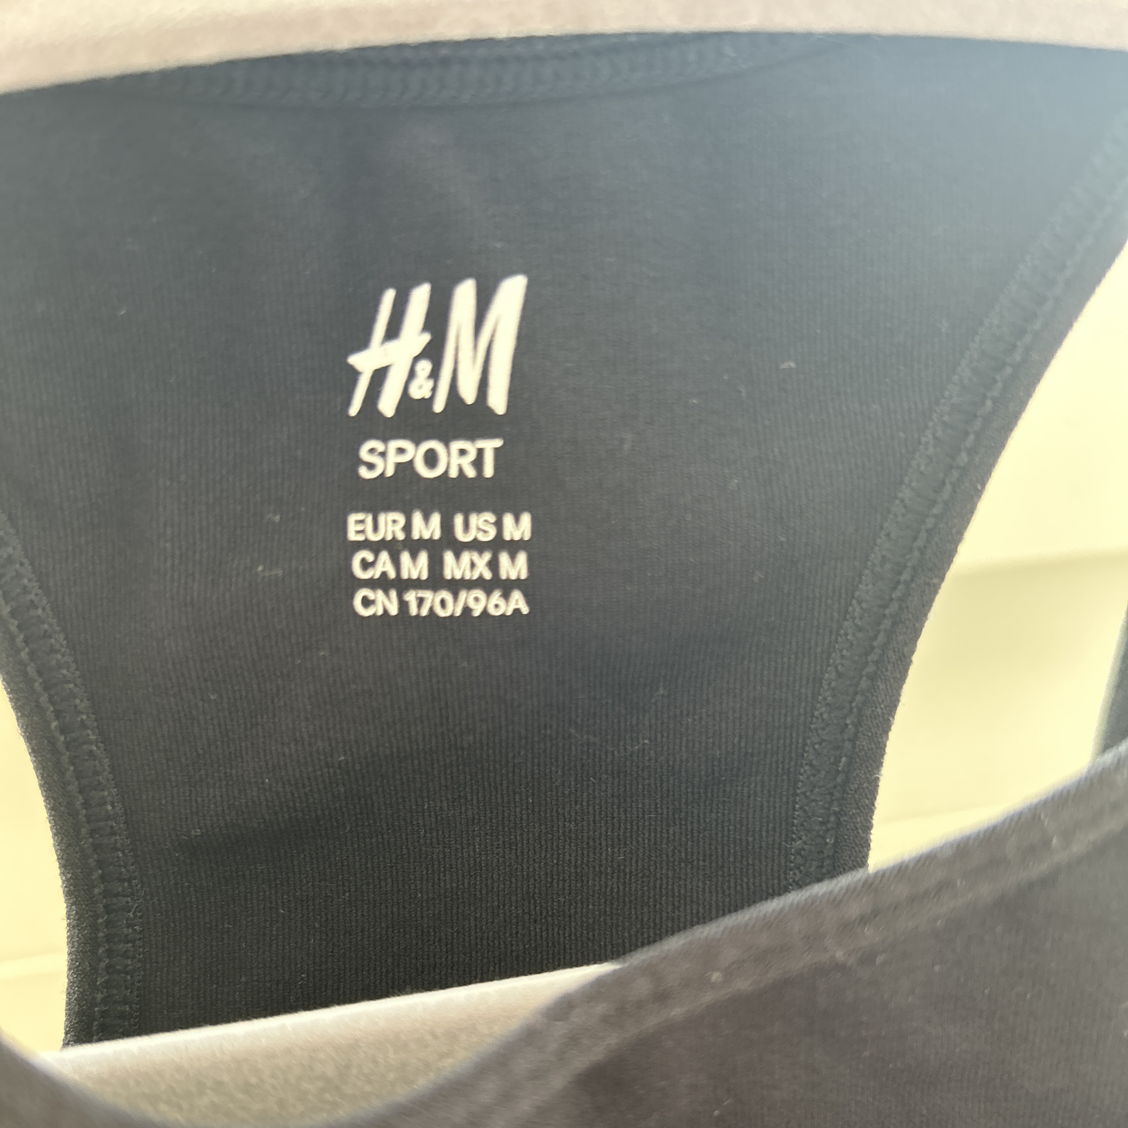 H&M
SPORT
EUR M US M
CA M MX M
CN 170/96A